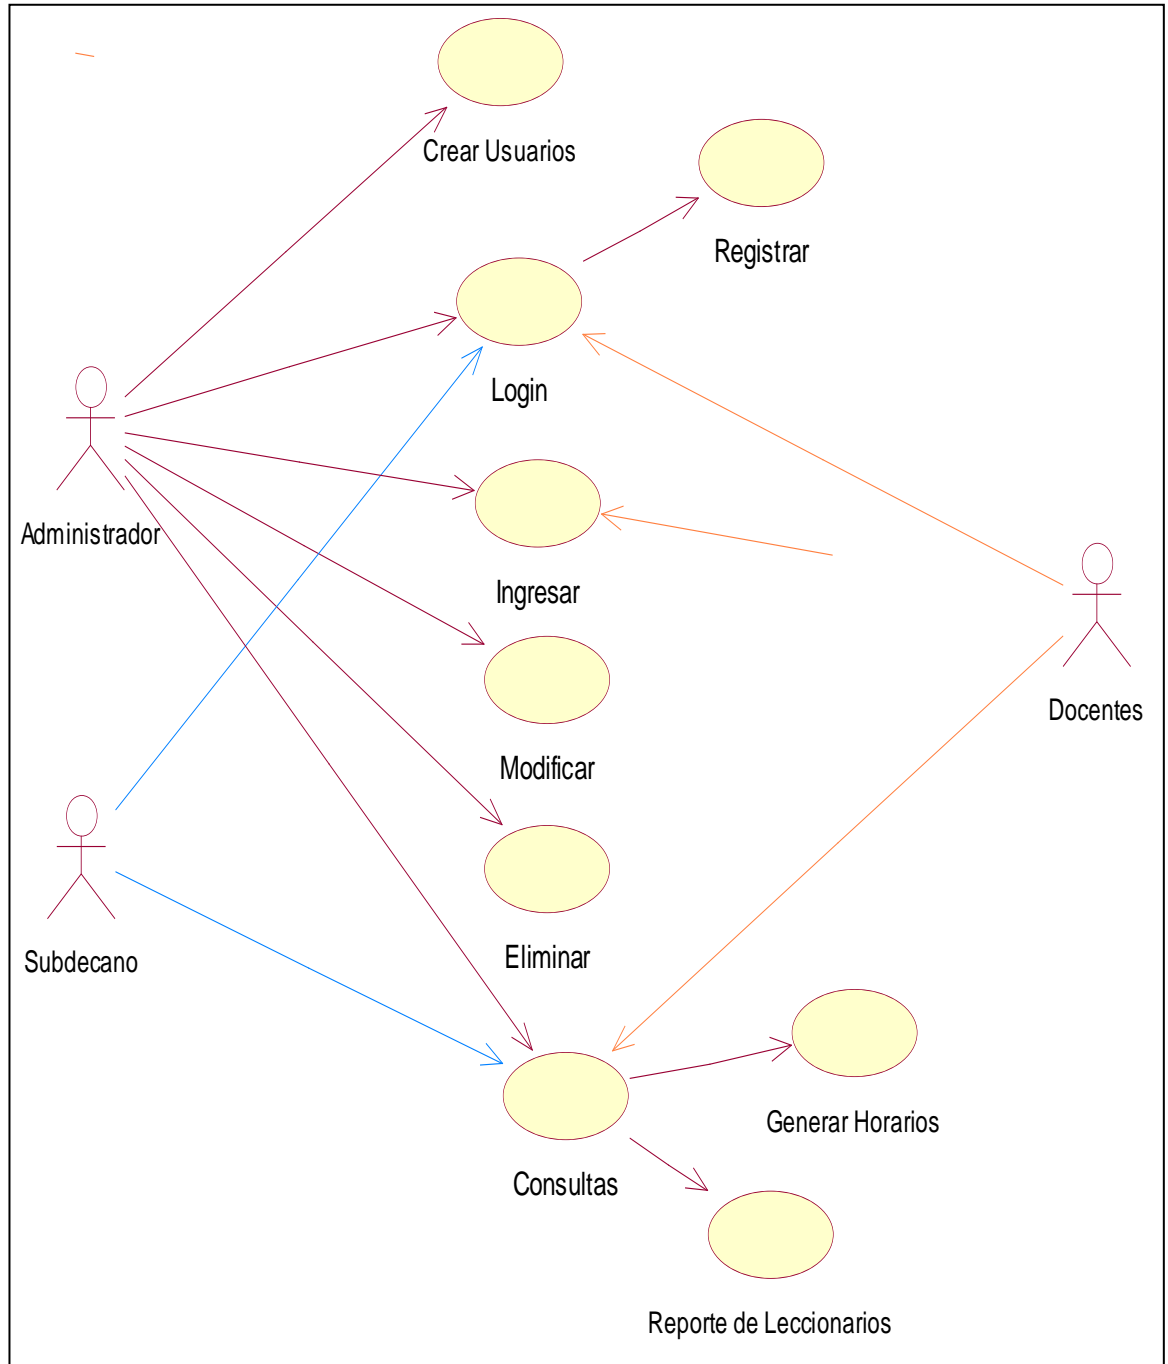 Crear Usuarios
Registrar
Login
Administrador
Ingresar
Docentes
Modificar
Eliminar
Subdecano
Generar Horarios
Consultas
Reporte de Leccionarios